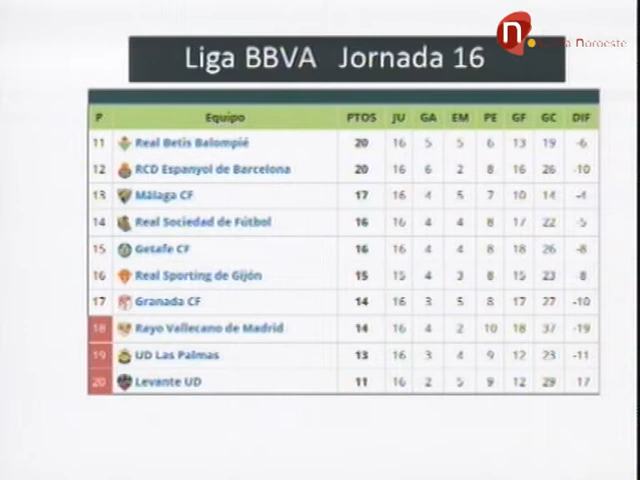 n
Noroeste
Liga BBVA Jornada 16
P Equipo PTOS JU GA EM PE GF GC DIF
11 Real Betis Balompié 20 16 5 5 6 13 19 -6
12 RCD Espanyol de Barcelona 20 16 6 2 8 16 26 -10
13 Málaga CF 17 16 4 5 7 10 14 -4
14 Real Sociedad de Fútbol 16 16 4 4 8 17 22 -5
15 Getafe CF 16 16 4 4 8 18 26 -8
16 Real Sporting de Gijón 15 15 4 3 8 15 23 8
17 Granada CF 14 16 3 5 8 17 27 -10
18 Rayo Vallecano de Madrid 14 16 4 2 10 18 37 -19
19 UD Las Palmas 13 16 3 4 9 12 23 -11
20 Levante UD 11 16 2 5 9 12 29 17